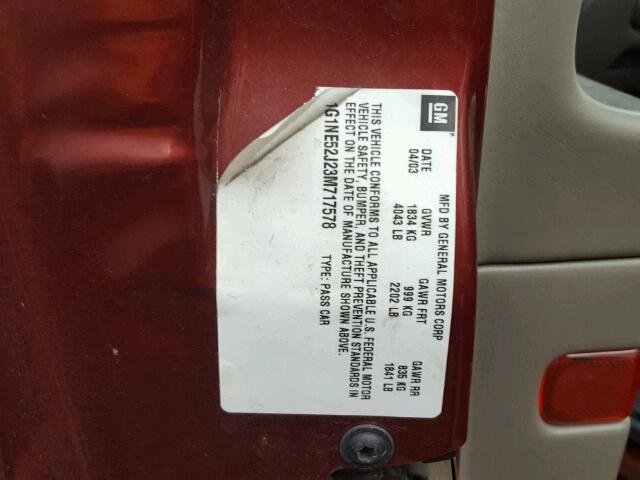 GM
MFD BY GENERAL MOTORS CORP
DATE GVWR GAWR FRT GAWR RR
04/03 1834 KG 999 KG 835 KG
4043 LB 2202 LB 1841 LB
THIS VEHICLE CONFORMS TO ALL APPLICABLE U.S. FEDERAL MOTOR
VEHICLE SAFETY, BUMPER, AND THEFT PREVENTION STANDARDS IN
EFFECT ON THE DATE OF MANUFACTURE SHOWN ABOVE.
1G1NE52J23M717578 TYPE: PASS CAR